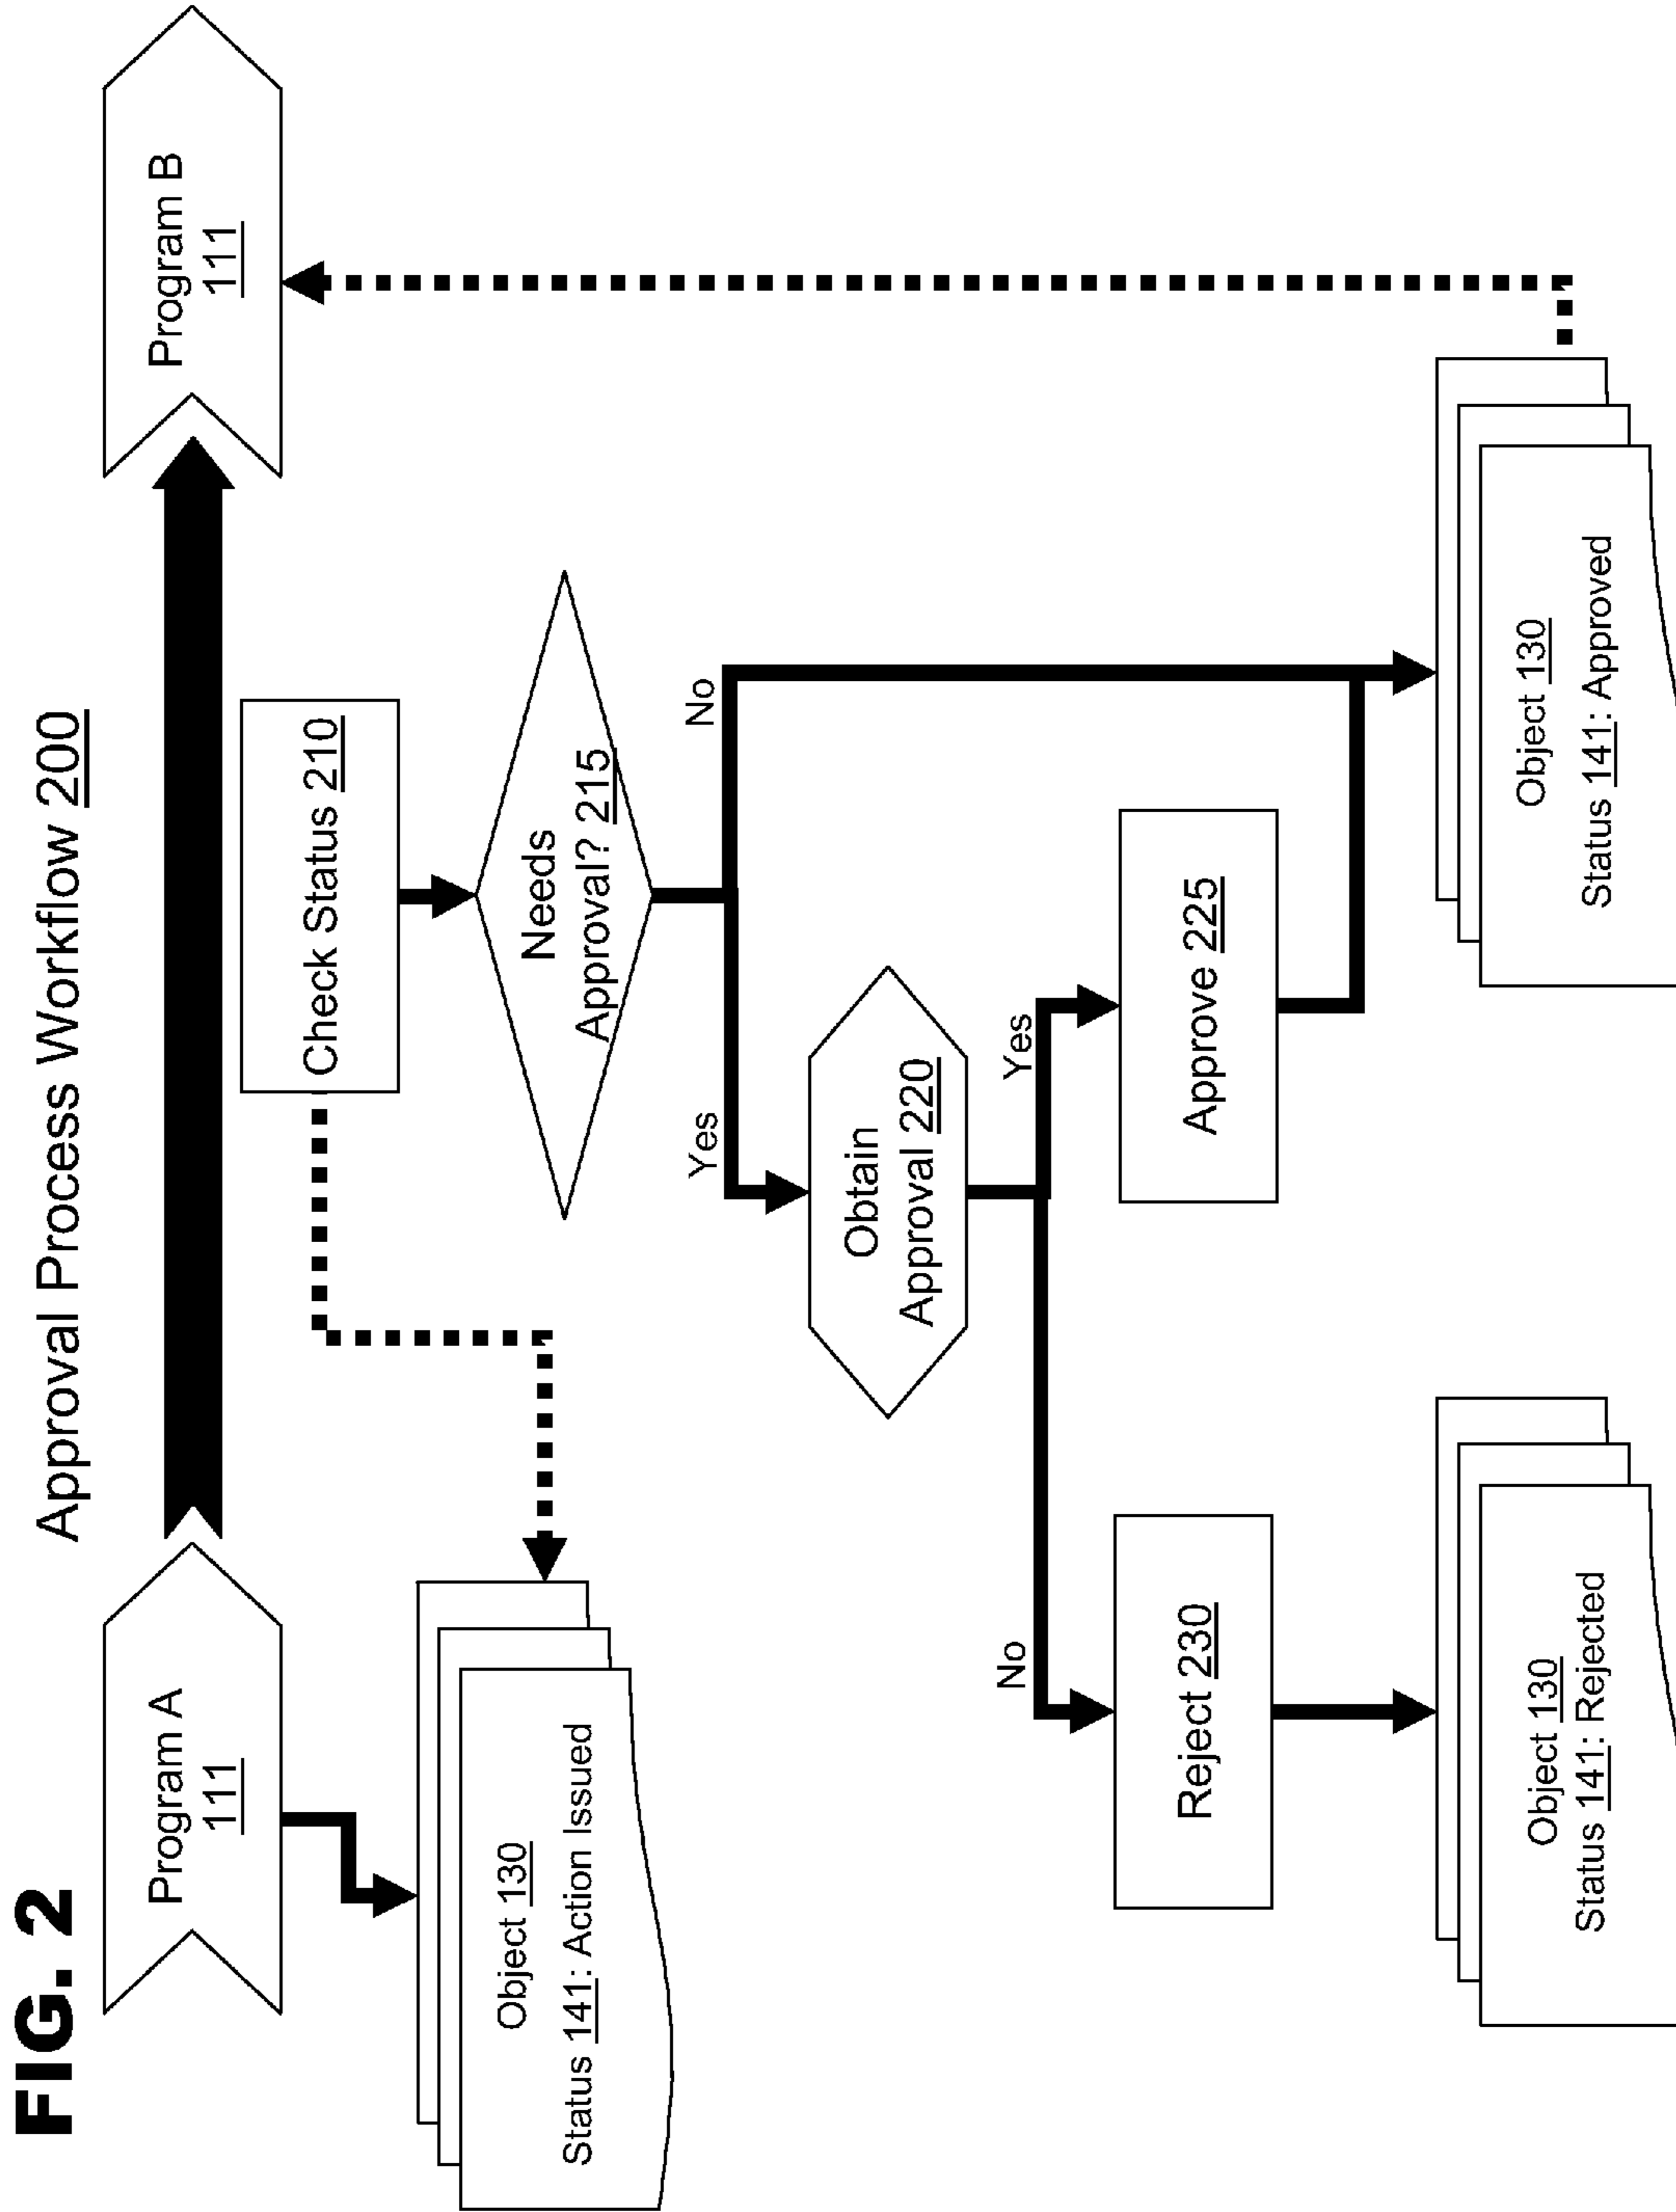 FIG. 2
Approval Process Workflow 200
Program A
111
Program B
111
Check Status 210
Object 130
Status 141: Action Issued
Needs
Approval? 215
Yes
No
Obtain
Approval 220
No
Yes
Reject 230
Approve 225
Object 130
Status 141: Rejected
Object 130
Status 141: Approved